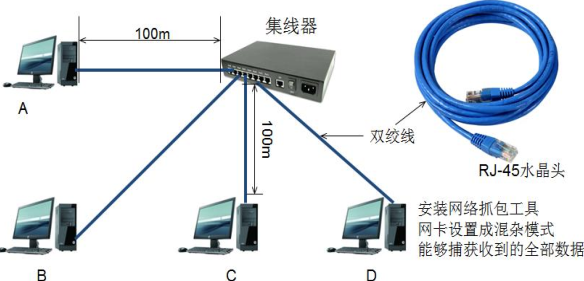 100m
集线器
A
100m
双绞线
RJ-45水晶头
安装网络抓包工具
网卡设置成混杂模式
能够捕获收到的全部数据
B
C
D